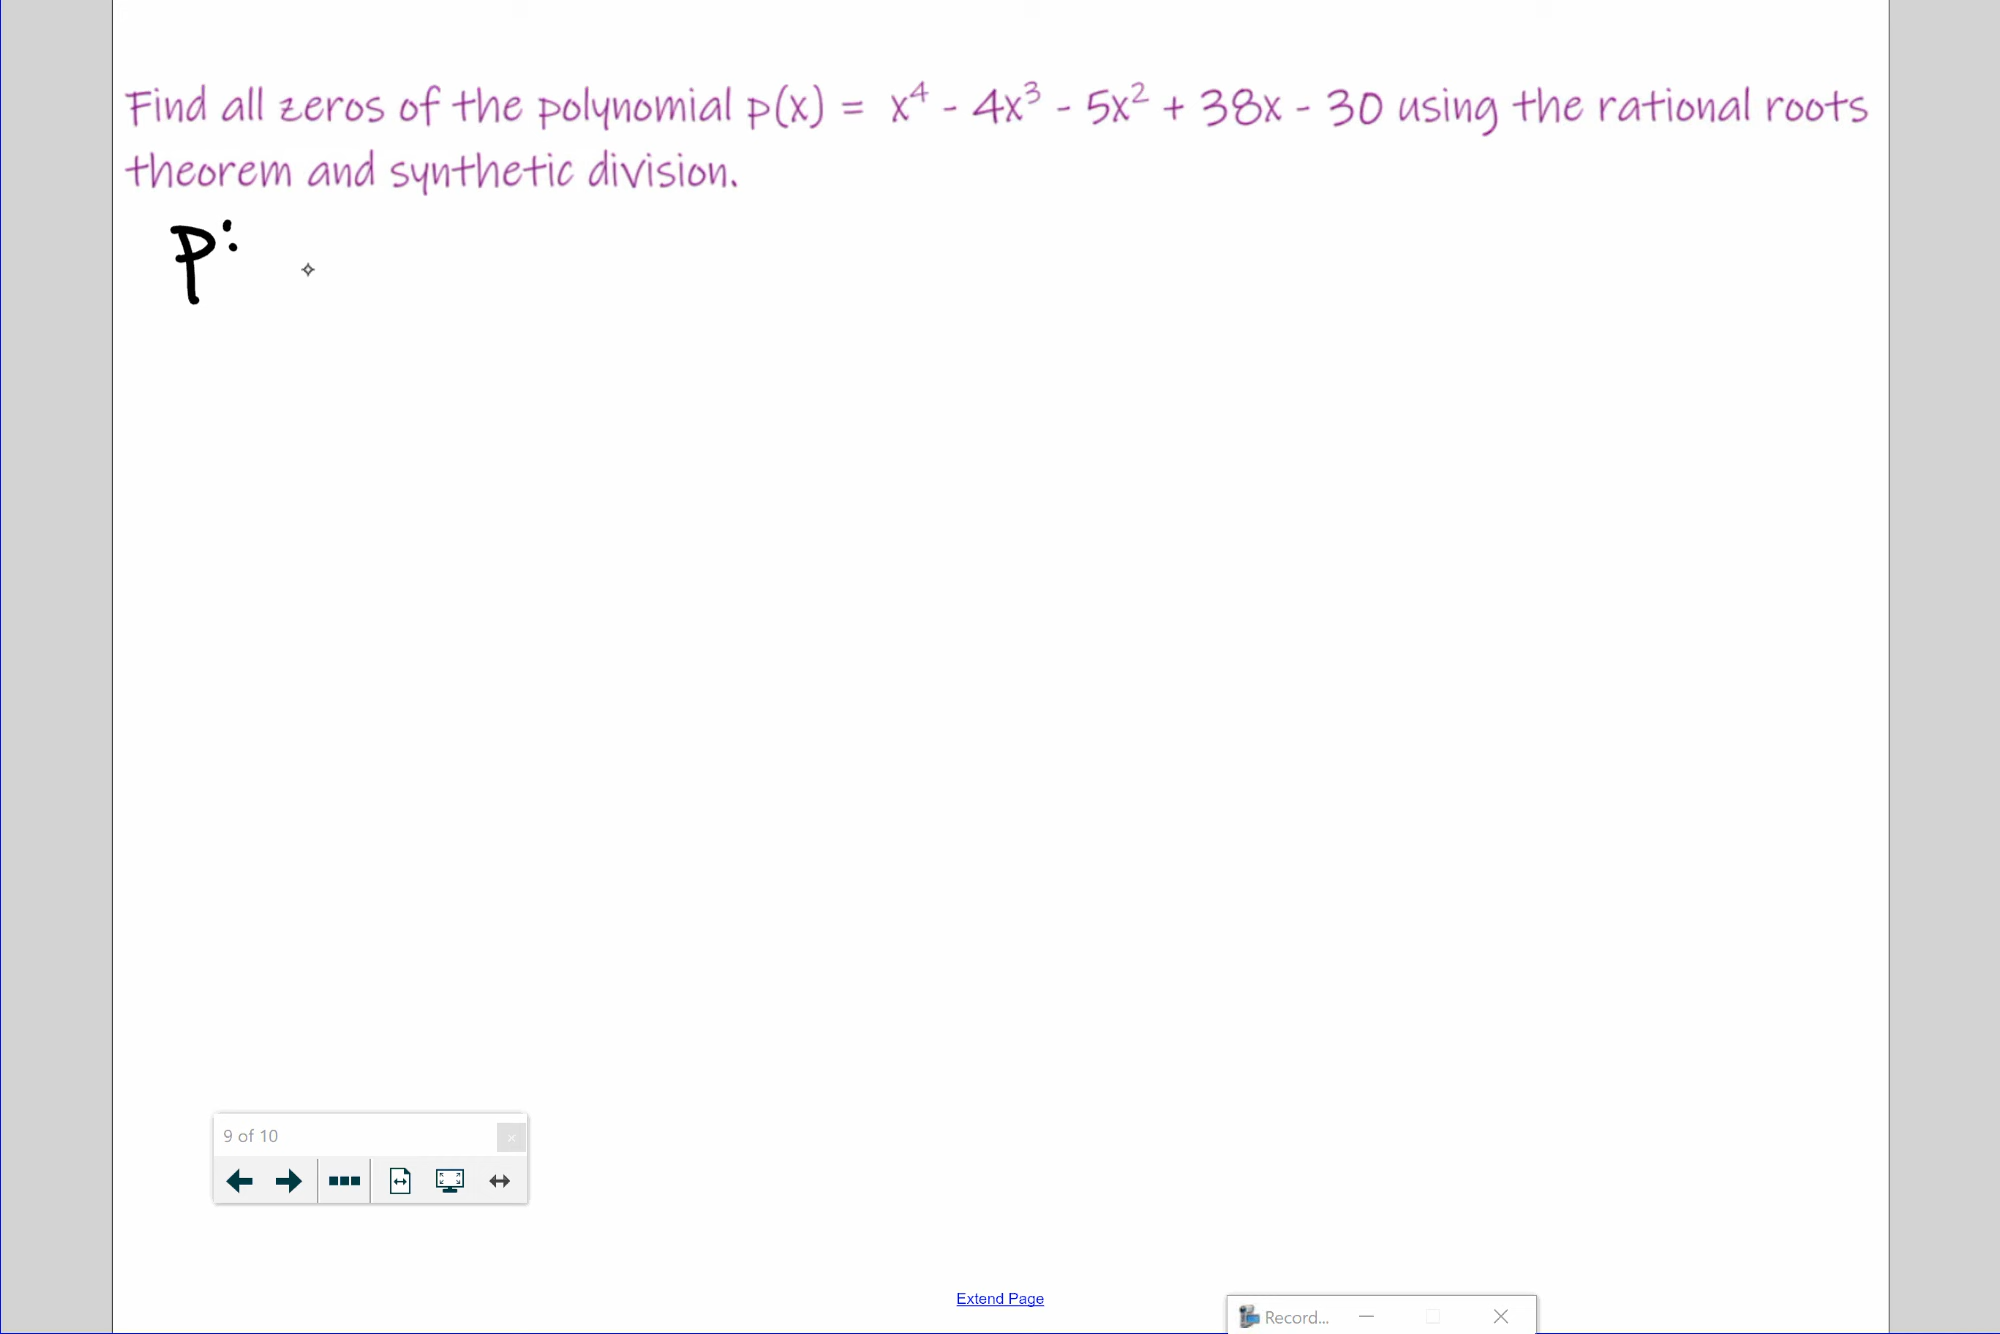 Find all zeros of the polynomial p(x) = x⁴ - 4x³ - 5x² + 38x - 30 using the rational roots
theorem and synthetic division.
P:
9 of 10
Extend Page
Record...